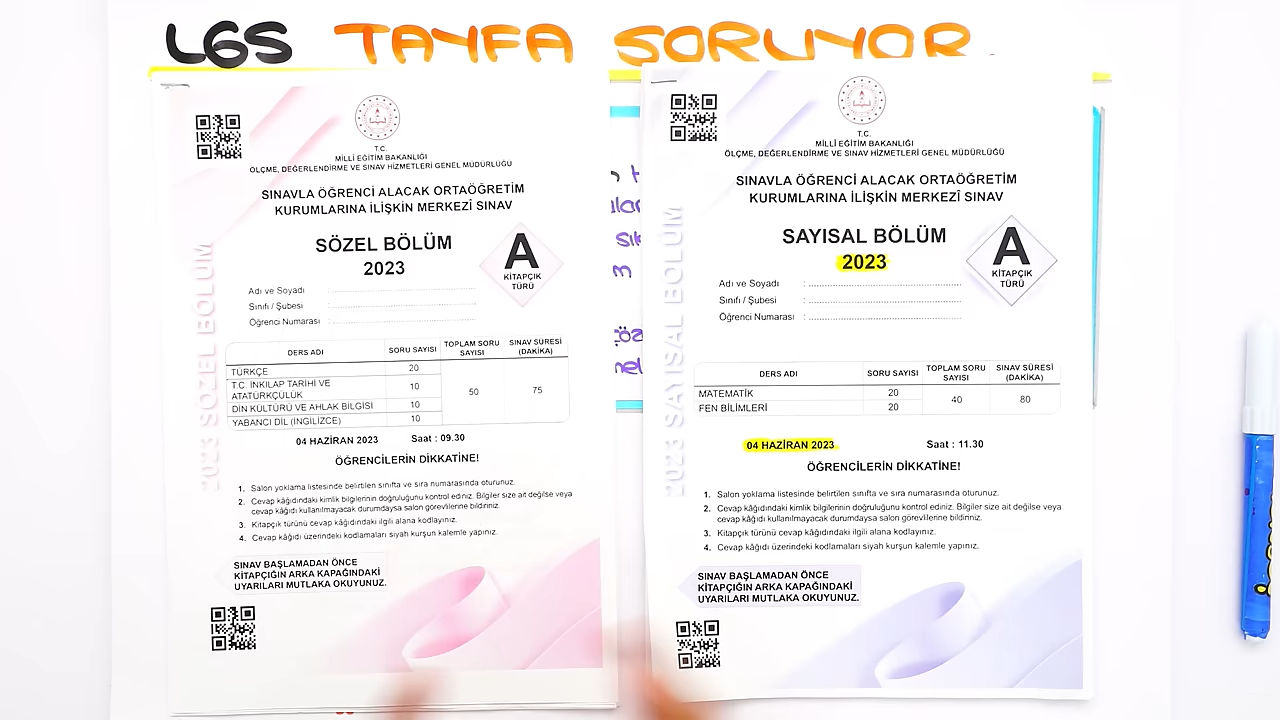 LGS TAYFA SORUYOR
T.C.
MİLLÎ EĞİTİM BAKANLIĞI
ÖLÇME, DEĞERLENDİRME VE SINAV HİZMETLERİ GENEL MÜDÜRLÜĞÜ
SINAVLA ÖĞRENCİ ALACAK ORTAÖĞRETİM
KURUMLARINA İLİŞKİN MERKEZÎ SINAV
SÖZEL BÖLÜM
2023
A
KİTAPÇIK
TÜRÜ
Adı ve Soyadı :
Sınıfı / Şubesi :
Öğrenci Numarası :
2023 SÖZEL BÖLÜM
DERS ADI SORU SAYISI TOPLAM SORU SAYISI SINAV SÜRESİ (DAKİKA)
TÜRKÇE 20
T.C. İNKILAP TARİHİ VE ATATÜRKÇÜLÜK 10 50 75
DİN KÜLTÜRÜ VE AHLAK BİLGİSİ 10
YABANCI DİL (İNGİLİZCE) 10
04 HAZİRAN 2023 Saat : 09.30
ÖĞRENCİLERİN DİKKATİNE!
1. Salon yoklama listesinde belirtilen sınıfta ve sıra numarasında oturunuz.
2. Cevap kâğıdındaki kimlik bilgilerinin doğruluğunu kontrol ediniz. Bilgiler size ait değilse veya
cevap kâğıdı kullanılmayacak durumdaysa salon görevlilerine bildiriniz.
3. Kitapçık türünü cevap kâğıdındaki ilgili alana kodlayınız.
4. Cevap kâğıdı üzerindeki kodlamaları siyah kurşun kalemle yapınız.
SINAV BAŞLAMADAN ÖNCE
KİTAPÇIĞIN ARKA KAPAĞINDAKİ
UYARILARI MUTLAKA OKUYUNUZ.
T.C.
MİLLÎ EĞİTİM BAKANLIĞI
ÖLÇME, DEĞERLENDİRME VE SINAV HİZMETLERİ GENEL MÜDÜRLÜĞÜ
SINAVLA ÖĞRENCİ ALACAK ORTAÖĞRETİM
KURUMLARINA İLİŞKİN MERKEZÎ SINAV
SAYISAL BÖLÜM
2023
A
KİTAPÇIK
TÜRÜ
Adı ve Soyadı :
Sınıfı / Şubesi :
Öğrenci Numarası :
2023 SAYISAL BÖLÜM
DERS ADI SORU SAYISI TOPLAM SORU SAYISI SINAV SÜRESİ (DAKİKA)
MATEMATİK 20 40 80
FEN BİLİMLERİ 20
04 HAZİRAN 2023 Saat : 11.30
ÖĞRENCİLERİN DİKKATİNE!
1. Salon yoklama listesinde belirtilen sınıfta ve sıra numarasında oturunuz.
2. Cevap kâğıdındaki kimlik bilgilerinin doğruluğunu kontrol ediniz. Bilgiler size ait değilse veya
cevap kâğıdı kullanılmayacak durumdaysa salon görevlilerine bildiriniz.
3. Kitapçık türünü cevap kâğıdındaki ilgili alana kodlayınız.
4. Cevap kâğıdı üzerindeki kodlamaları siyah kurşun kalemle yapınız.
SINAV BAŞLAMADAN ÖNCE
KİTAPÇIĞIN ARKA KAPAĞINDAKİ
UYARILARI MUTLAKA OKUYUNUZ.